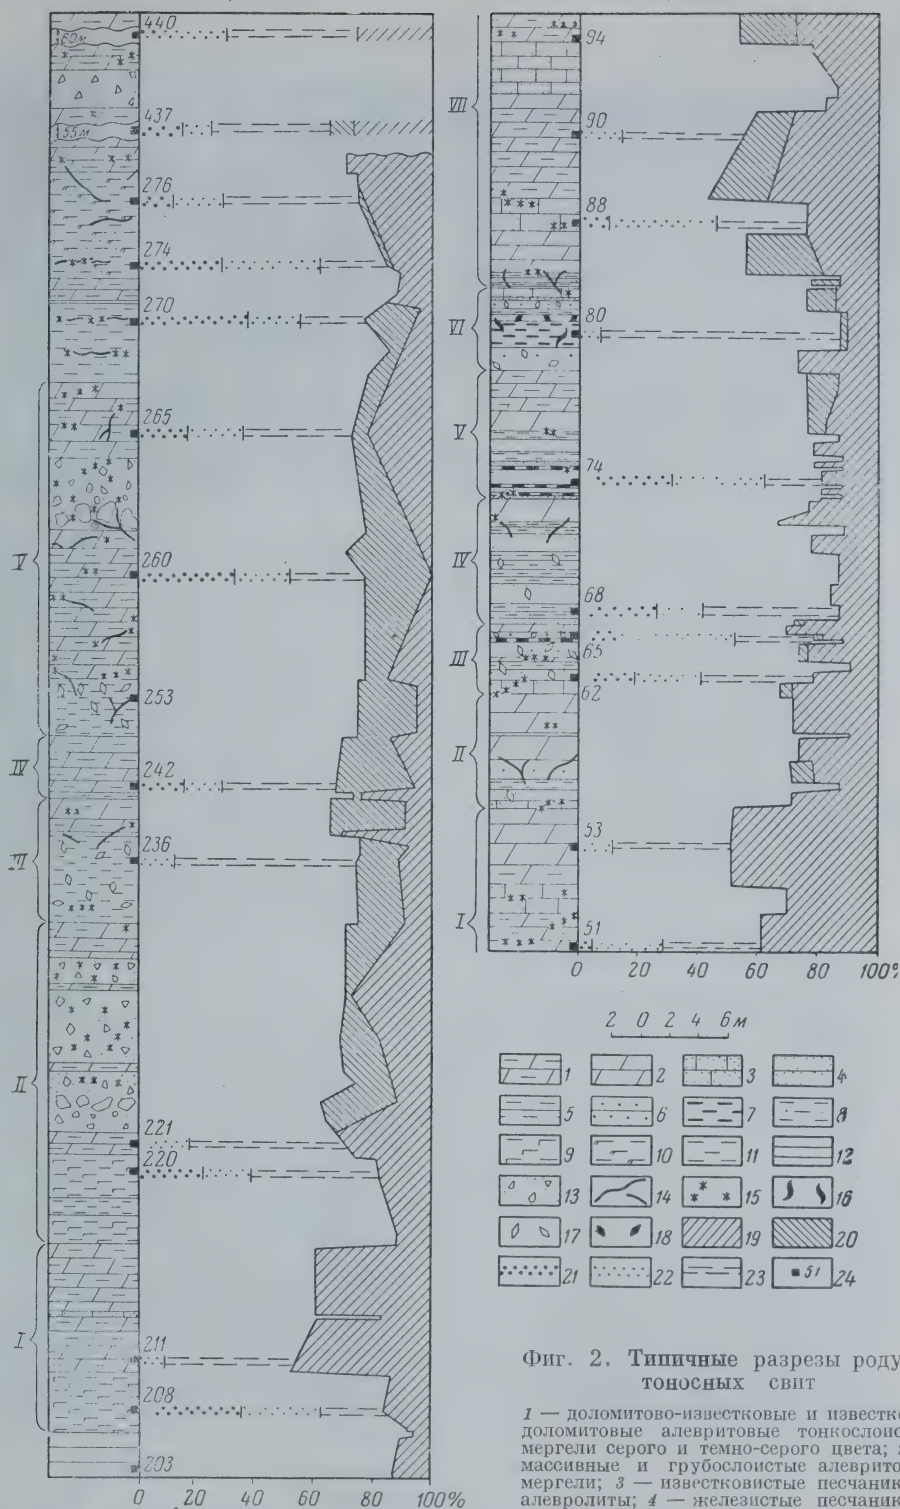 440
60м
437
55м
276
274
270
265
V
260
253
IV
242
III
236
II
221
220
I
211
208
203
0 20 40 60 80 100%
94
VII
90
88
VI
80
V
74
IV
68
III
65
62
II
53
I
51
0 20 40 60 80 100%
2 0 2 4 6м
1 2 3 4
5 6 7 8
9 10 11 12
13 14 15 16
17 18 19 20
21 22 23 51 24
Фиг. 2. Типичные разрезы роду
тоносных свит
1 — доломитово-известковые и известко
доломитовые алевритовые тонкослоис
мергели серого и темно-серого цвета;
массивные и грубослоистые алеврито
мергели; 3 — известковистые песчаник
алевролиты; 4 — железистые песчаник